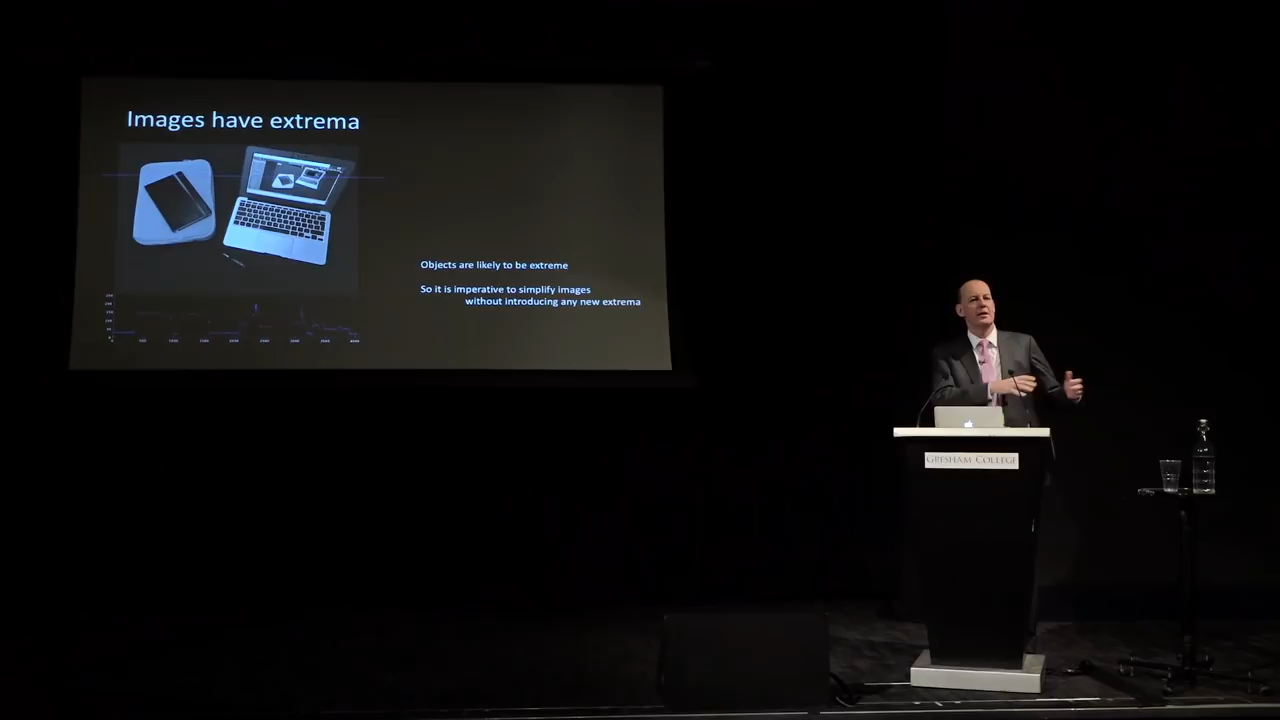 Images have extrema
Objects are likely to be extreme
So it is imperative to simplify images
without introducing any new extrema
GRESHAM COLLEGE